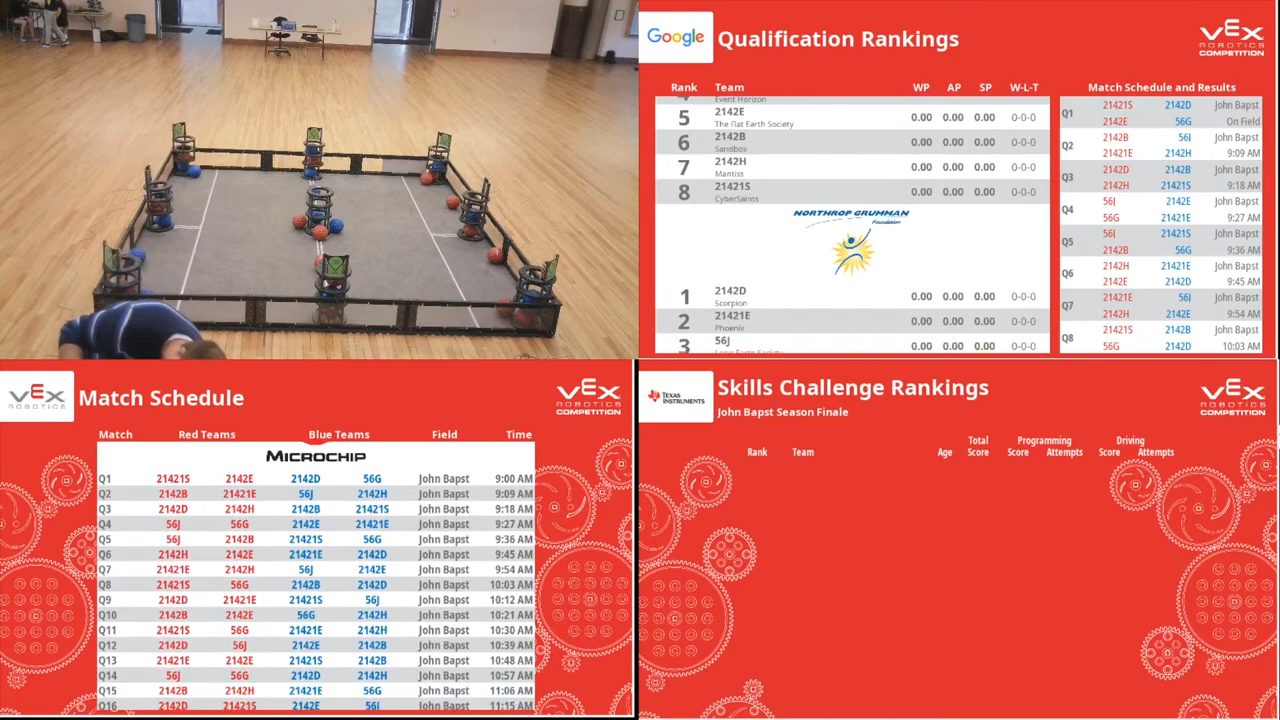 Google
Qualification Rankings
VEX
ROBOTICS
COMPETITION
Rank Team WP AP SP W-L-T
Event Horizon
5 2142E 0.00 0.00 0.00 0-0-0
The Flat Earth Society
6 2142B 0.00 0.00 0.00 0-0-0
Sandbox
7 2142H 0.00 0.00 0.00 0-0-0
Mantiss
8 21421S 0.00 0.00 0.00 0-0-0
CyberSaints
NORTHROP GRUMMAN
Foundation
1 2142D 0.00 0.00 0.00 0-0-0
Scorpion
2 21421E 0.00 0.00 0.00 0-0-0
Phoenix
3 56J 0.00 0.00 0.00 0-0-0
Match Schedule and Results
Q1 21421S 2142D John Bapst
2142E 56G On Field
Q2 2142B 56J John Bapst
21421E 2142H 9:09 AM
Q3 2142D 2142B John Bapst
2142H 21421S 9:18 AM
Q4 56J 2142E John Bapst
56G 21421E 9:27 AM
Q5 56J 21421S John Bapst
2142B 56G 9:36 AM
Q6 2142H 21421E John Bapst
2142E 2142D 9:45 AM
Q7 21421E 56J John Bapst
2142H 2142E 9:54 AM
Q8 21421S 2142B John Bapst
56G 2142D 10:03 AM
VEX
ROBOTICS
Match Schedule
VEX
ROBOTICS
COMPETITION
Match Red Teams Blue Teams Field Time
MICROCHIP
Q1 21421S 2142E 2142D 56G John Bapst 9:00 AM
Q2 2142B 21421E 56J 2142H John Bapst 9:09 AM
Q3 2142D 2142H 2142B 21421S John Bapst 9:18 AM
Q4 56J 56G 2142E 21421E John Bapst 9:27 AM
Q5 56J 2142B 21421S 56G John Bapst 9:36 AM
Q6 2142H 2142E 21421E 2142D John Bapst 9:45 AM
Q7 21421E 2142H 56J 2142E John Bapst 9:54 AM
Q8 21421S 56G 2142B 2142D John Bapst 10:03 AM
Q9 2142D 21421E 21421S 56J John Bapst 10:12 AM
Q10 2142B 2142E 56G 2142H John Bapst 10:21 AM
Q11 21421S 56G 21421E 2142H John Bapst 10:30 AM
Q12 2142D 56J 2142E 2142B John Bapst 10:39 AM
Q13 21421E 2142E 21421S 2142B John Bapst 10:48 AM
Q14 56J 56G 2142D 2142H John Bapst 10:57 AM
Q15 2142B 2142H 21421E 56G John Bapst 11:06 AM
Q16 2142D 21421S 2142E 56J John Bapst 11:15 AM
TEXAS
INSTRUMENTS
Skills Challenge Rankings
John Bapst Season Finale
VEX
ROBOTICS
COMPETITION
Total Programming Driving
Rank Team Age Score Score Attempts Score Attempts